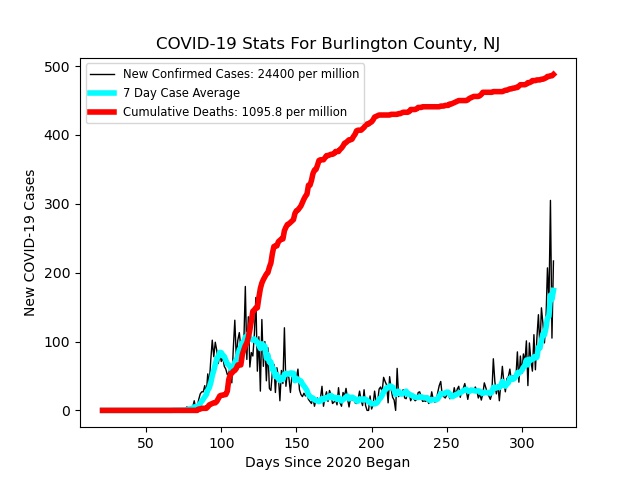 COVID-19 Stats For Burlington County, NJ
New Confirmed Cases: 24400 per million
7 Day Case Average
Cumulative Deaths: 1095.8 per million
New COVID-19 Cases
500
400
300
200
100
0
50
100
150
200
250
300
Days Since 2020 Began